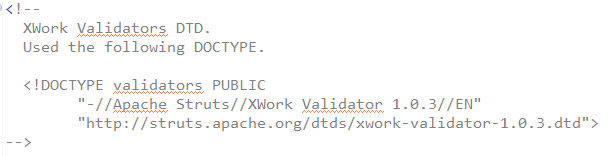 <!--
XWork Validators DTD.
Used the following DOCTYPE.
<!DOCTYPE validators PUBLIC
"-//Apache Struts//XWork Validator 1.0.3//EN"
"http://struts.apache.org/dtds/xwork-validator-1.0.3.dtd">
-->